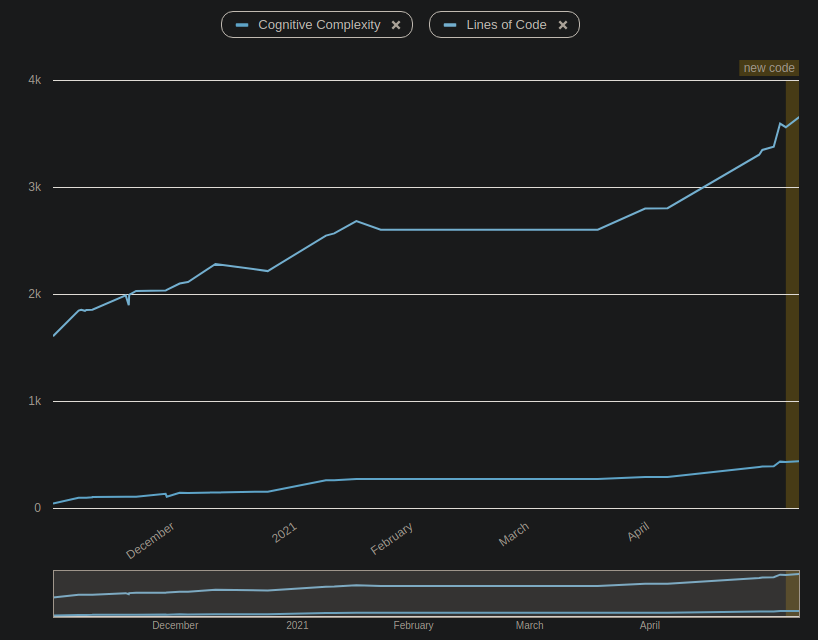 Cognitive Complexity ×
Lines of Code ×
new code
4k
3k
2k
1k
0
December
2021
February
March
April
December
2021
February
March
April